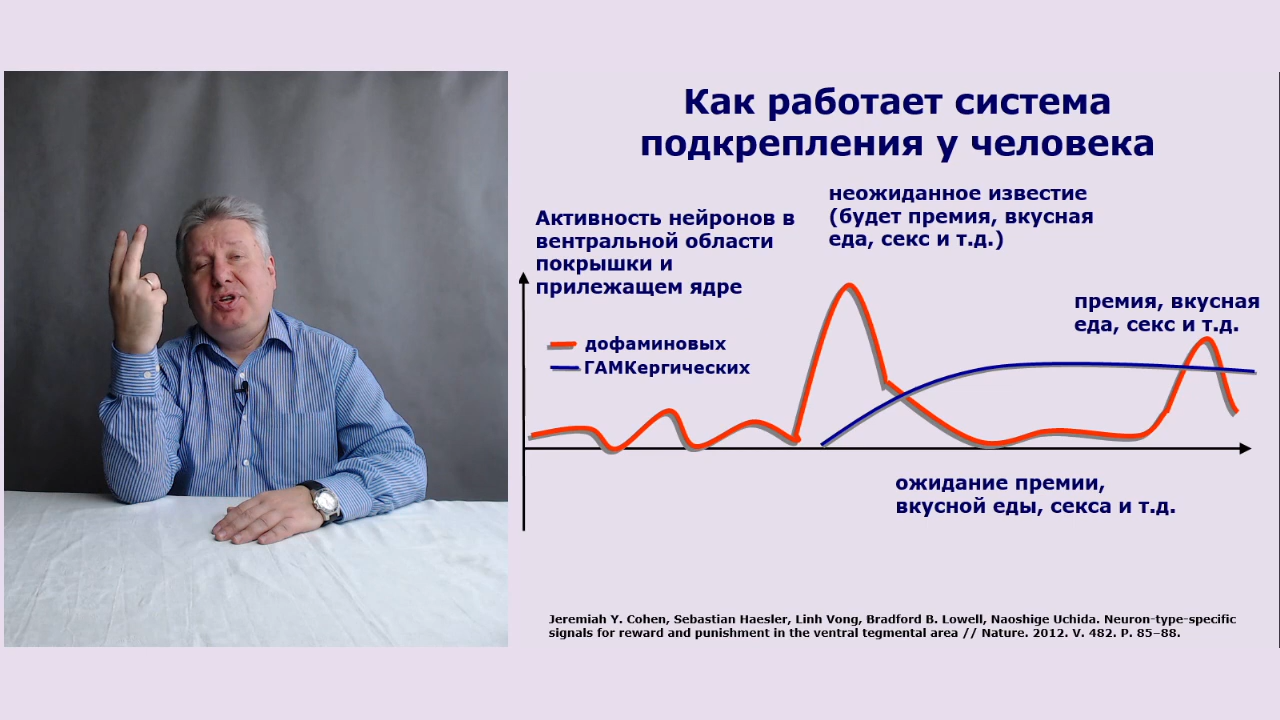 Как работает система
подкрепления у человека
Активность нейронов в
вентральной области
покрышки и
прилежащем ядре
дофаминовых
ГАМКергических
неожиданное известие
(будет премия, вкусная
еда, секс и т.д.)
премия, вкусная
еда, секс и т.д.
ожидание премии,
вкусной еды, секса и т.д.
Jeremiah Y. Cohen, Sebastian Haesler, Linh Vong, Bradford B. Lowell, Naoshige Uchida. Neuron-type-specific
signals for reward and punishment in the ventral tegmental area // Nature. 2012. V. 482. P. 85–88.